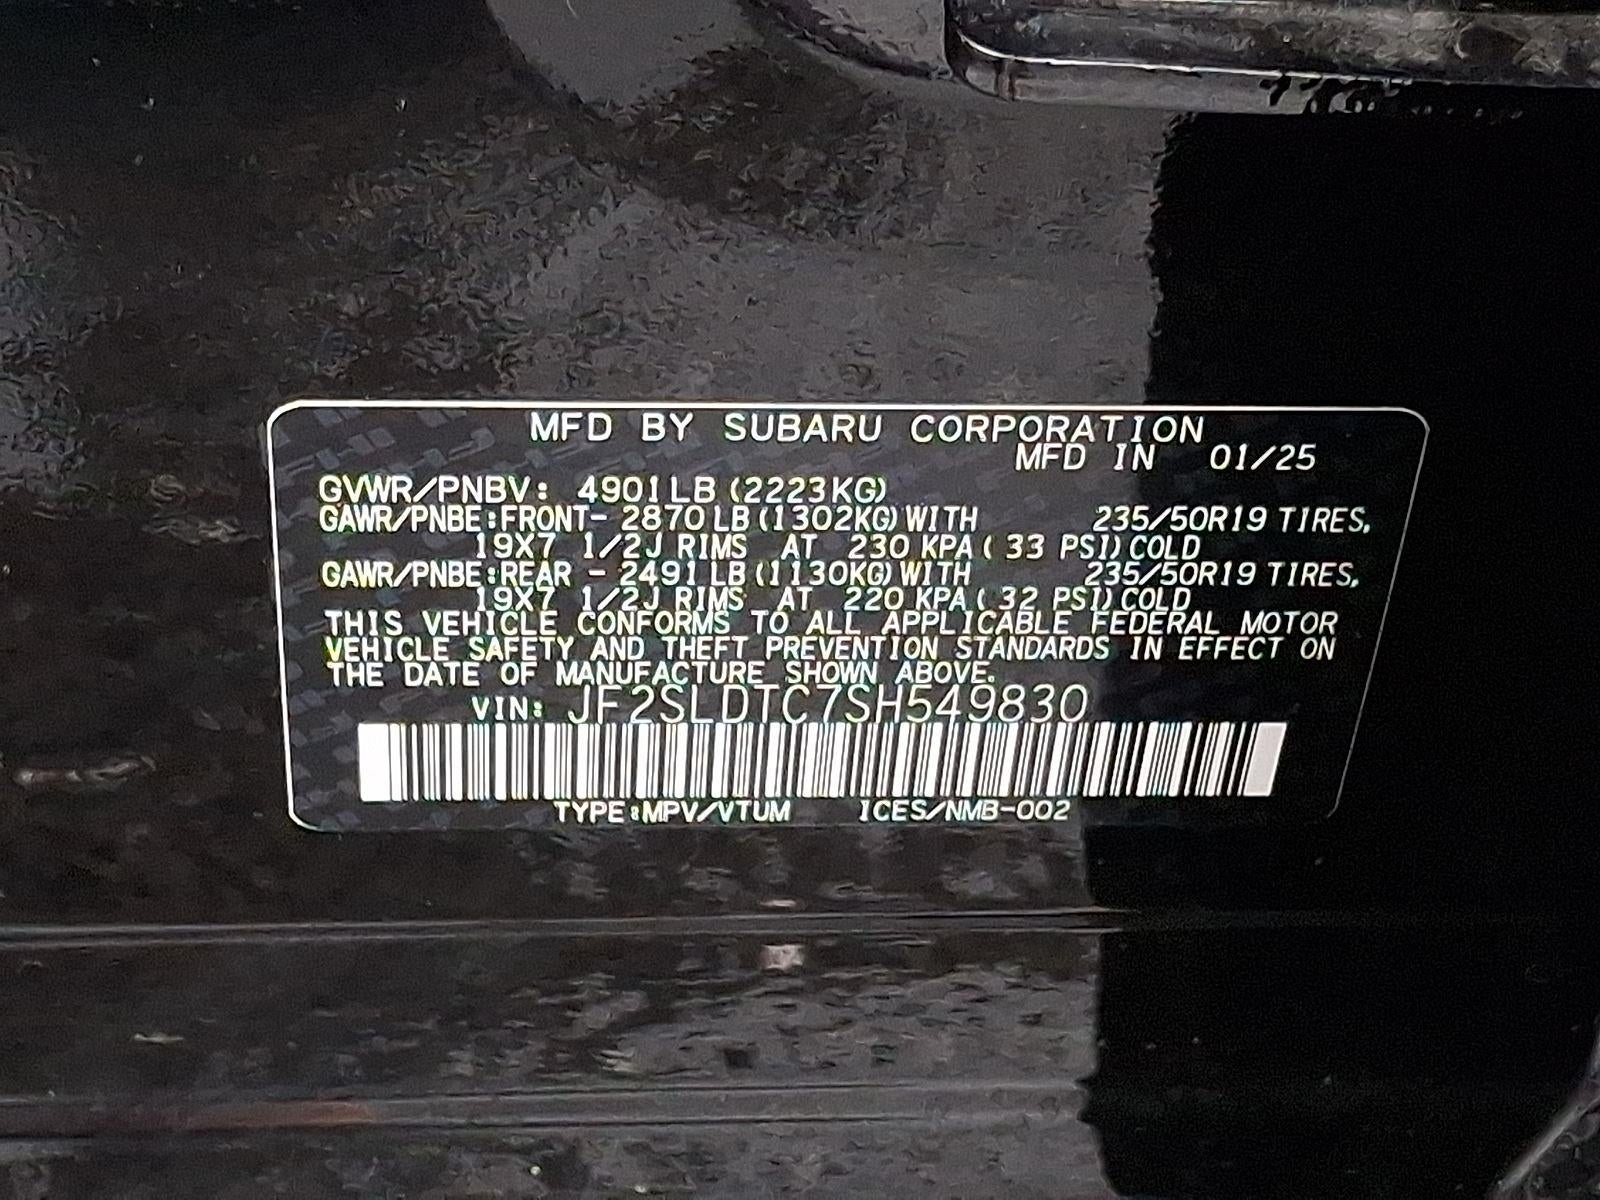 MFD BY SUBARU CORPORATION
MFD IN 01/25
GVWR/PNBV: 4901LB (2223KG)
GAWR/PNBE:FRONT- 2870LB(1302KG)WITH 235/50R19 TIRES,
19X7 1/2J RIMS AT 230 KPA( 33 PSI)COLD
GAWR/PNBE:REAR - 2491LB(1130KG)WITH 235/50R19 TIRES,
19X7 1/2J RIMS AT 220 KPA( 32 PSI)COLD
THIS VEHICLE CONFORMS TO ALL APPLICABLE FEDERAL MOTOR
VEHICLE SAFETY AND THEFT PREVENTION STANDARDS IN EFFECT ON
THE DATE OF MANUFACTURE SHOWN ABOVE.
VIN: JF2SLDTC7SH549830
TYPE:MPV/VTUM ICES/NMB-002